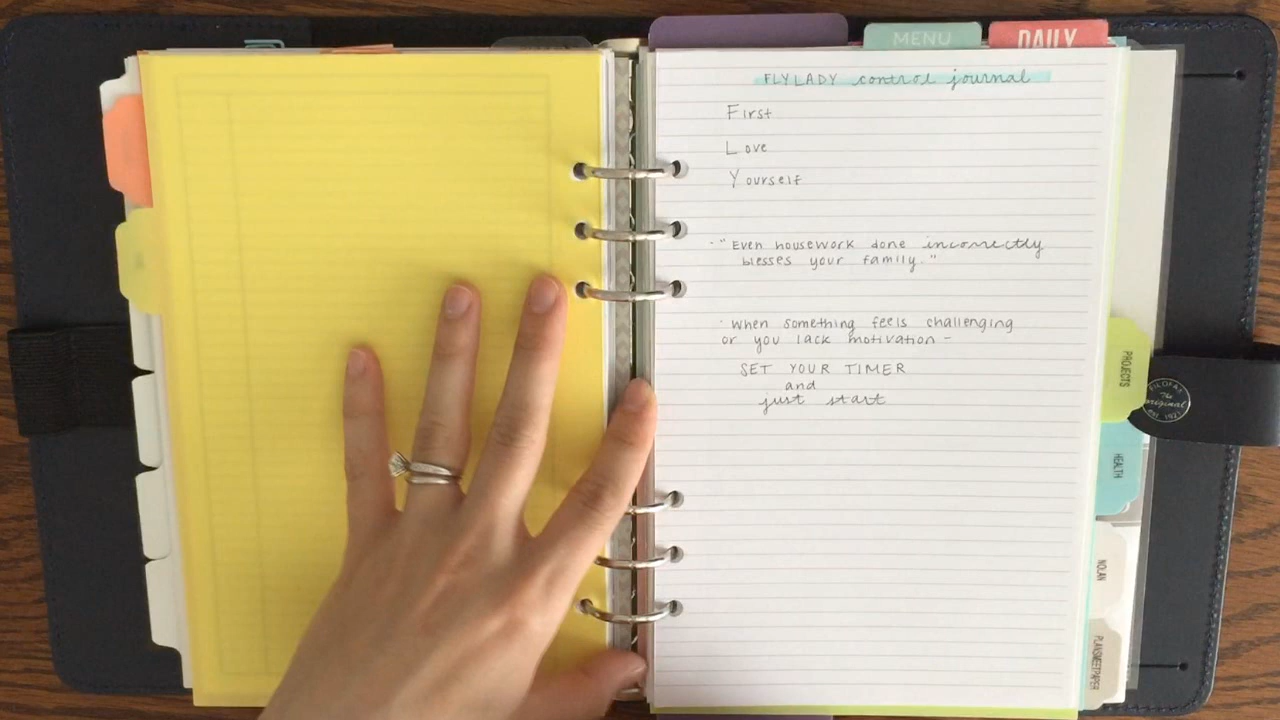 MENU
DAILY
FLYLADY control journal
First
Love
Yourself
· "Even housework done incorrectly
blesses your family."
· When something feels challenging
or you lack motivation –
SET YOUR TIMER
and
just start
PROJECTS
FILOFAX
The
original
EST. 1921
HEALTH
NOLAN
PLANSMEETPAPER